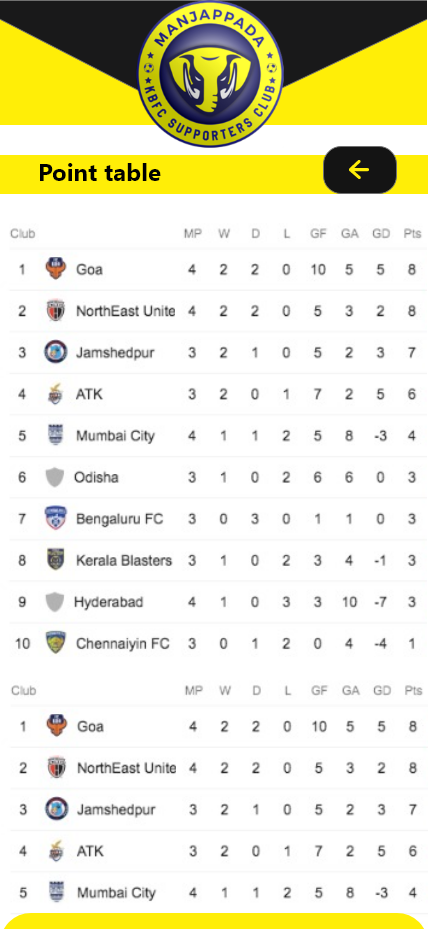 MANJAPPADA
KBFC SUPPORTERS CLUB
Point table
Club MP W D L GF GA GD Pts
1 Goa 4 2 2 0 10 5 5 8
2 NorthEast Unite 4 2 2 0 5 3 2 8
3 Jamshedpur 3 2 1 0 5 2 3 7
4 ATK 3 2 0 1 7 2 5 6
5 Mumbai City 4 1 1 2 5 8 -3 4
6 Odisha 3 1 0 2 6 6 0 3
7 Bengaluru FC 3 0 3 0 1 1 0 3
8 Kerala Blasters 3 1 0 2 3 4 -1 3
9 Hyderabad 4 1 0 3 3 10 -7 3
10 Chennaiyin FC 3 0 1 2 0 4 -4 1
Club MP W D L GF GA GD Pts
1 Goa 4 2 2 0 10 5 5 8
2 NorthEast Unite 4 2 2 0 5 3 2 8
3 Jamshedpur 3 2 1 0 5 2 3 7
4 ATK 3 2 0 1 7 2 5 6
5 Mumbai City 4 1 1 2 5 8 -3 4